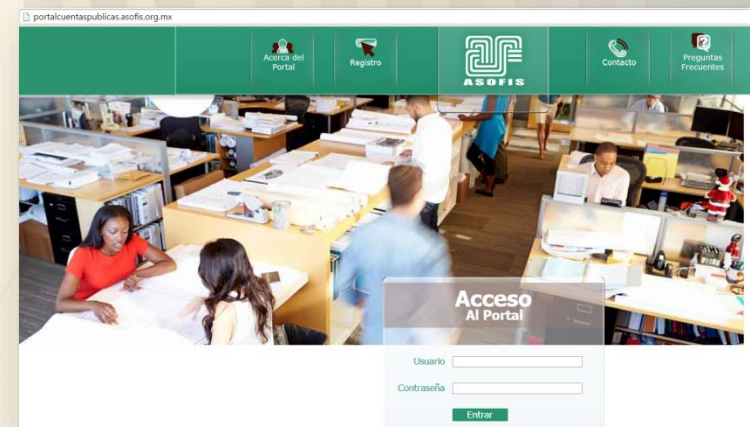 portalcuentaspublicas.asofis.org.mx
Acerca del
Portal
Registro
ASOFIS
Contacto
Preguntas
Frecuentes
Acceso
Al Portal
Usuario
Contraseña
Entrar